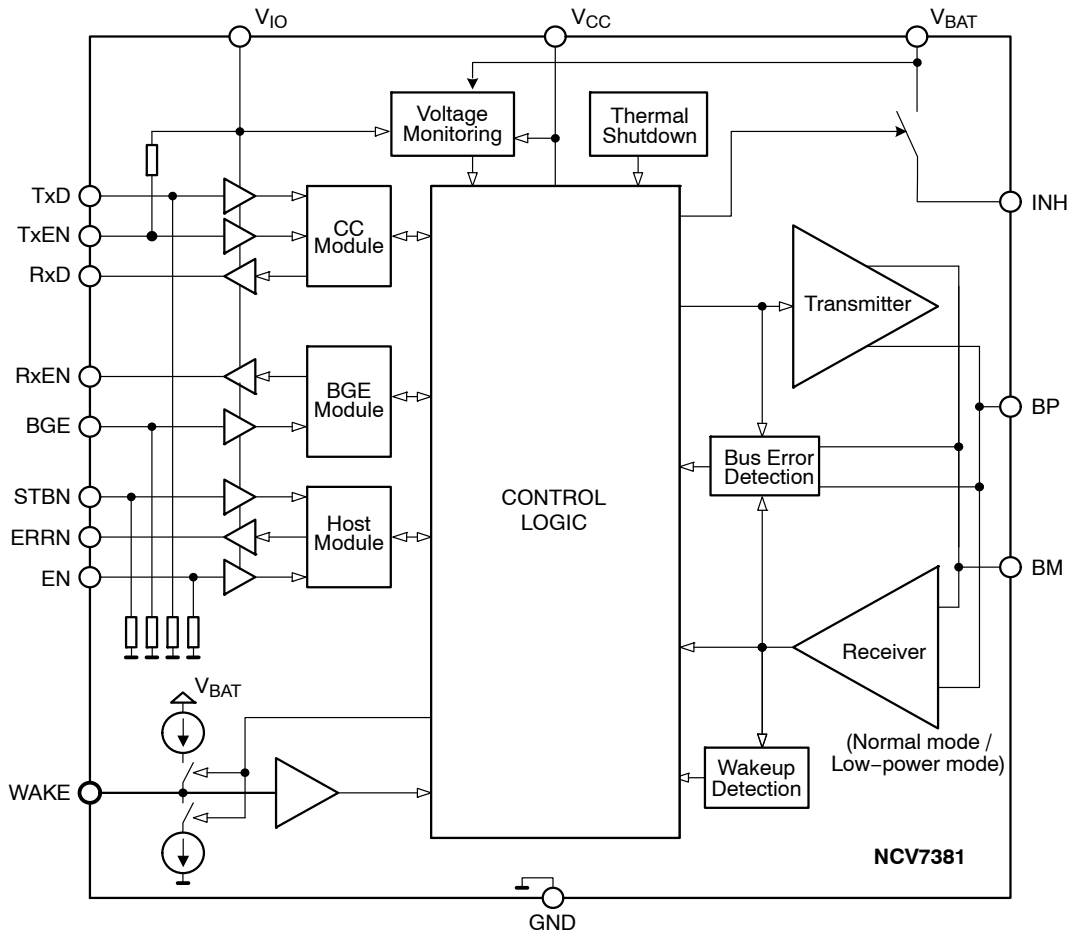 VIO
VCC
VBAT
Voltage
Monitoring
Thermal
Shutdown
TxD
TxEN
RxD
CC
Module
INH
Transmitter
RxEN
BGE
BGE
Module
BP
Bus Error
Detection
STBN
ERRN
EN
Host
Module
CONTROL
LOGIC
BM
Receiver
(Normal mode /
Low−power mode)
VBAT
WAKE
Wakeup
Detection
NCV7381
GND